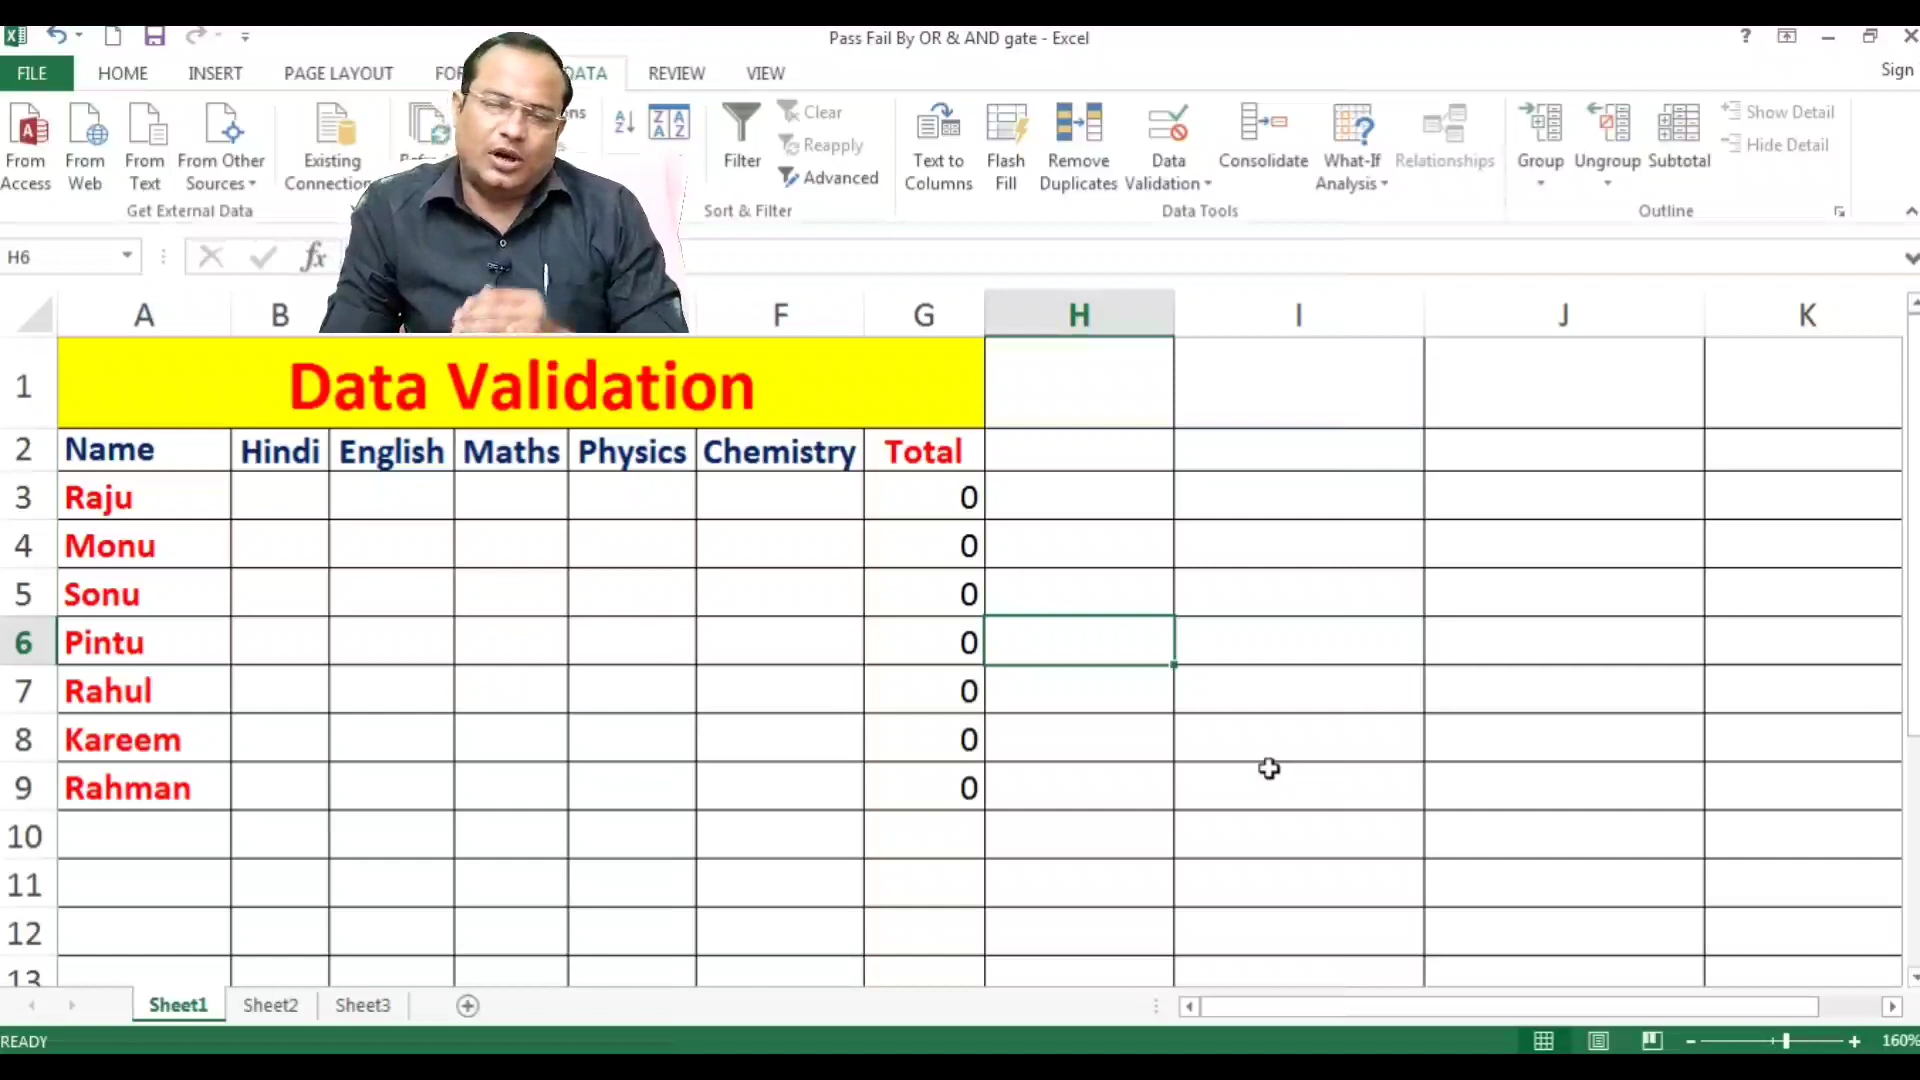 Pass Fail By OR & AND gate - Excel
?
FILE HOME INSERT PAGE LAYOUT DATA REVIEW VIEW
Sign
From Access
From Web
From Text
From Other Sources
Existing
Get External Data
Filter
Clear
Reapply
Advanced
Sort & Filter
Text to Columns
Flash Fill
Remove Duplicates
Data Validation
Consolidate
What-If Analysis
Relationships
Data Tools
Group
Ungroup
Subtotal
Show Detail
Hide Detail
Outline
H6
fx
A B F G H I J K
1 Data Validation
2 Name Hindi English Maths Physics Chemistry Total
3 Raju 0
4 Monu 0
5 Sonu 0
6 Pintu 0
7 Rahul 0
8 Kareem 0
9 Rahman 0
10
11
12
13
Sheet1 Sheet2 Sheet3
READY
160%